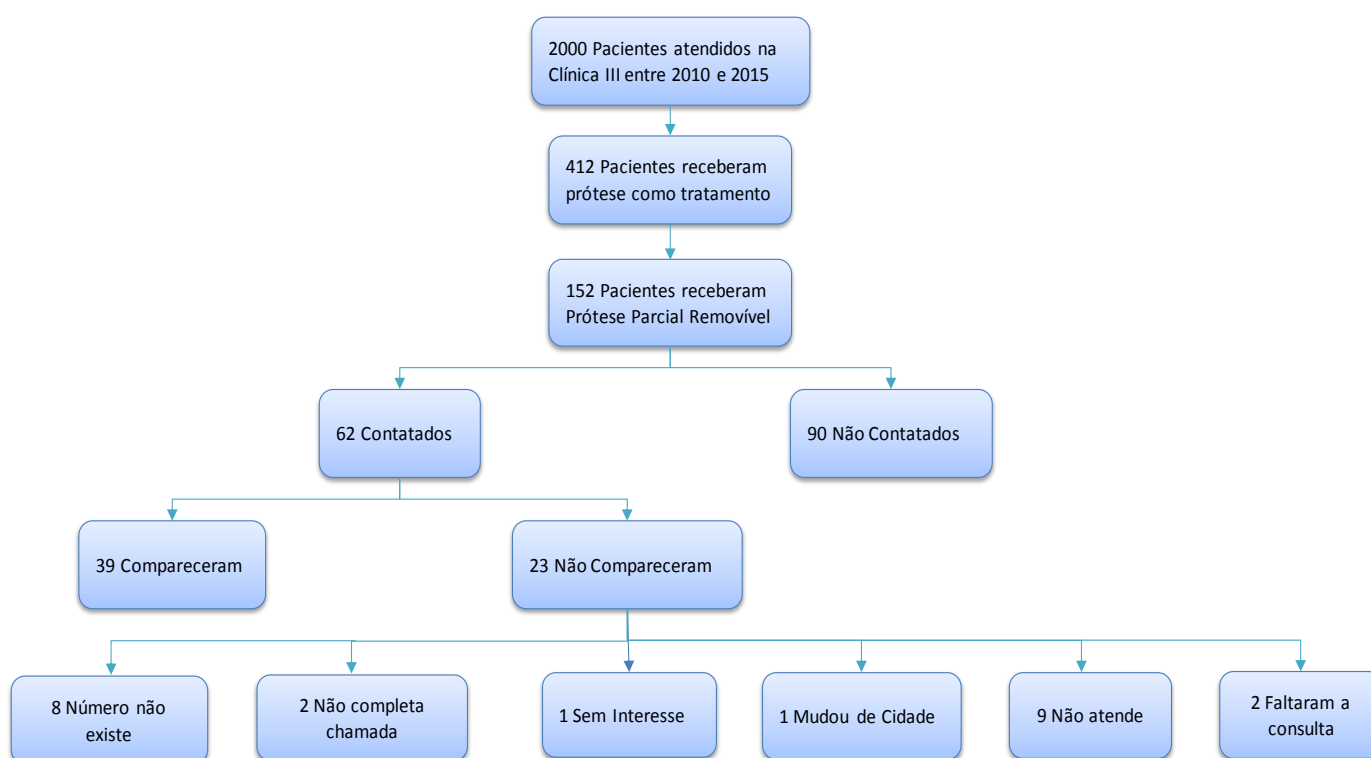 2000 Pacientes atendidos na
Clínica III entre 2010 e 2015
412 Pacientes receberam
prótese como tratamento
152 Pacientes receberam
Prótese Parcial Removível
62 Contatados
90 Não Contatados
39 Compareceram
23 Não Compareceram
8 Número não
existe
2 Não completa
chamada
1 Sem Interesse
1 Mudou de Cidade
9 Não atende
2 Faltaram a
consulta